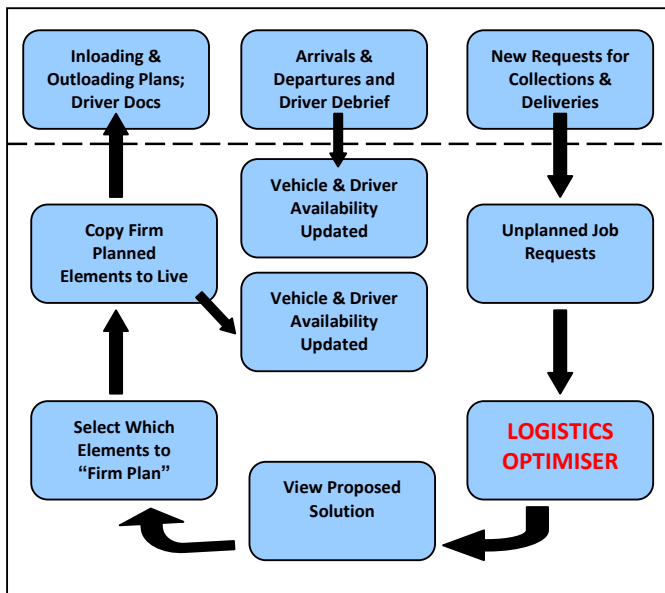 Inloading &
Outloading Plans;
Driver Docs
Arrivals &
Departures and
Driver Debrief
New Requests for
Collections &
Deliveries
Vehicle & Driver
Availability
Updated
Copy Firm
Planned
Elements to Live
Unplanned Job
Requests
Vehicle & Driver
Availability
Updated
Select Which
Elements to
“Firm Plan”
LOGISTICS
OPTIMISER
View Proposed
Solution